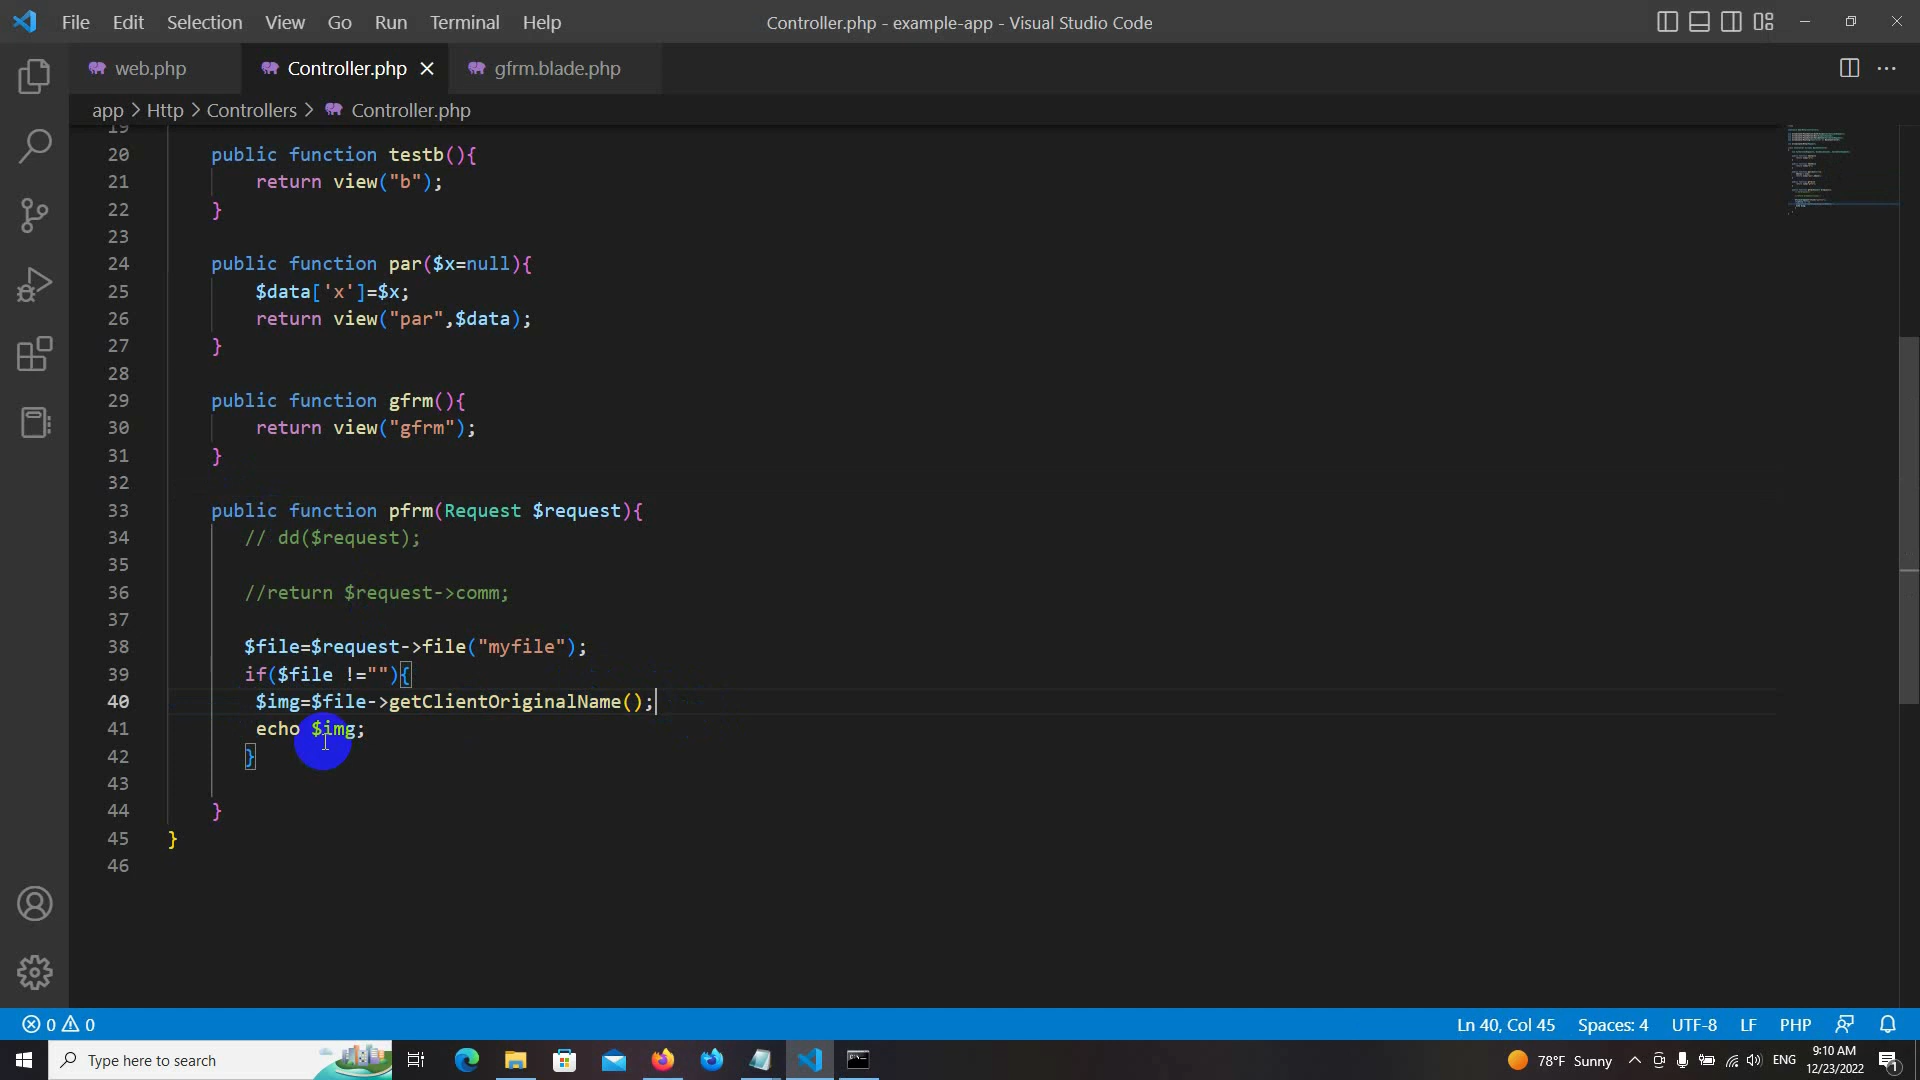 File Edit Selection View Go Run Terminal Help Controller.php - example-app - Visual Studio Code
web.php Controller.php gfrm.blade.php
app > Http > Controllers > Controller.php
19
20 public function testb(){
21 return view("b");
22 }
23
24 public function par($x=null){
25 $data['x']=$x;
26 return view("par",$data);
27 }
28
29 public function gfrm(){
30 return view("gfrm");
31 }
32
33 public function pfrm(Request $request){
34 // dd($request);
35
36 //return $request->comm;
37
38 $file=$request->file("myfile");
39 if($file !=""){
40 $img=$file->getClientOriginalName();
41 echo $img;
42 }
43
44 }
45 }
46
0 0 Ln 40, Col 45 Spaces: 4 UTF-8 LF PHP
Type here to search 78°F Sunny ENG 9:10 AM
12/23/2022 1